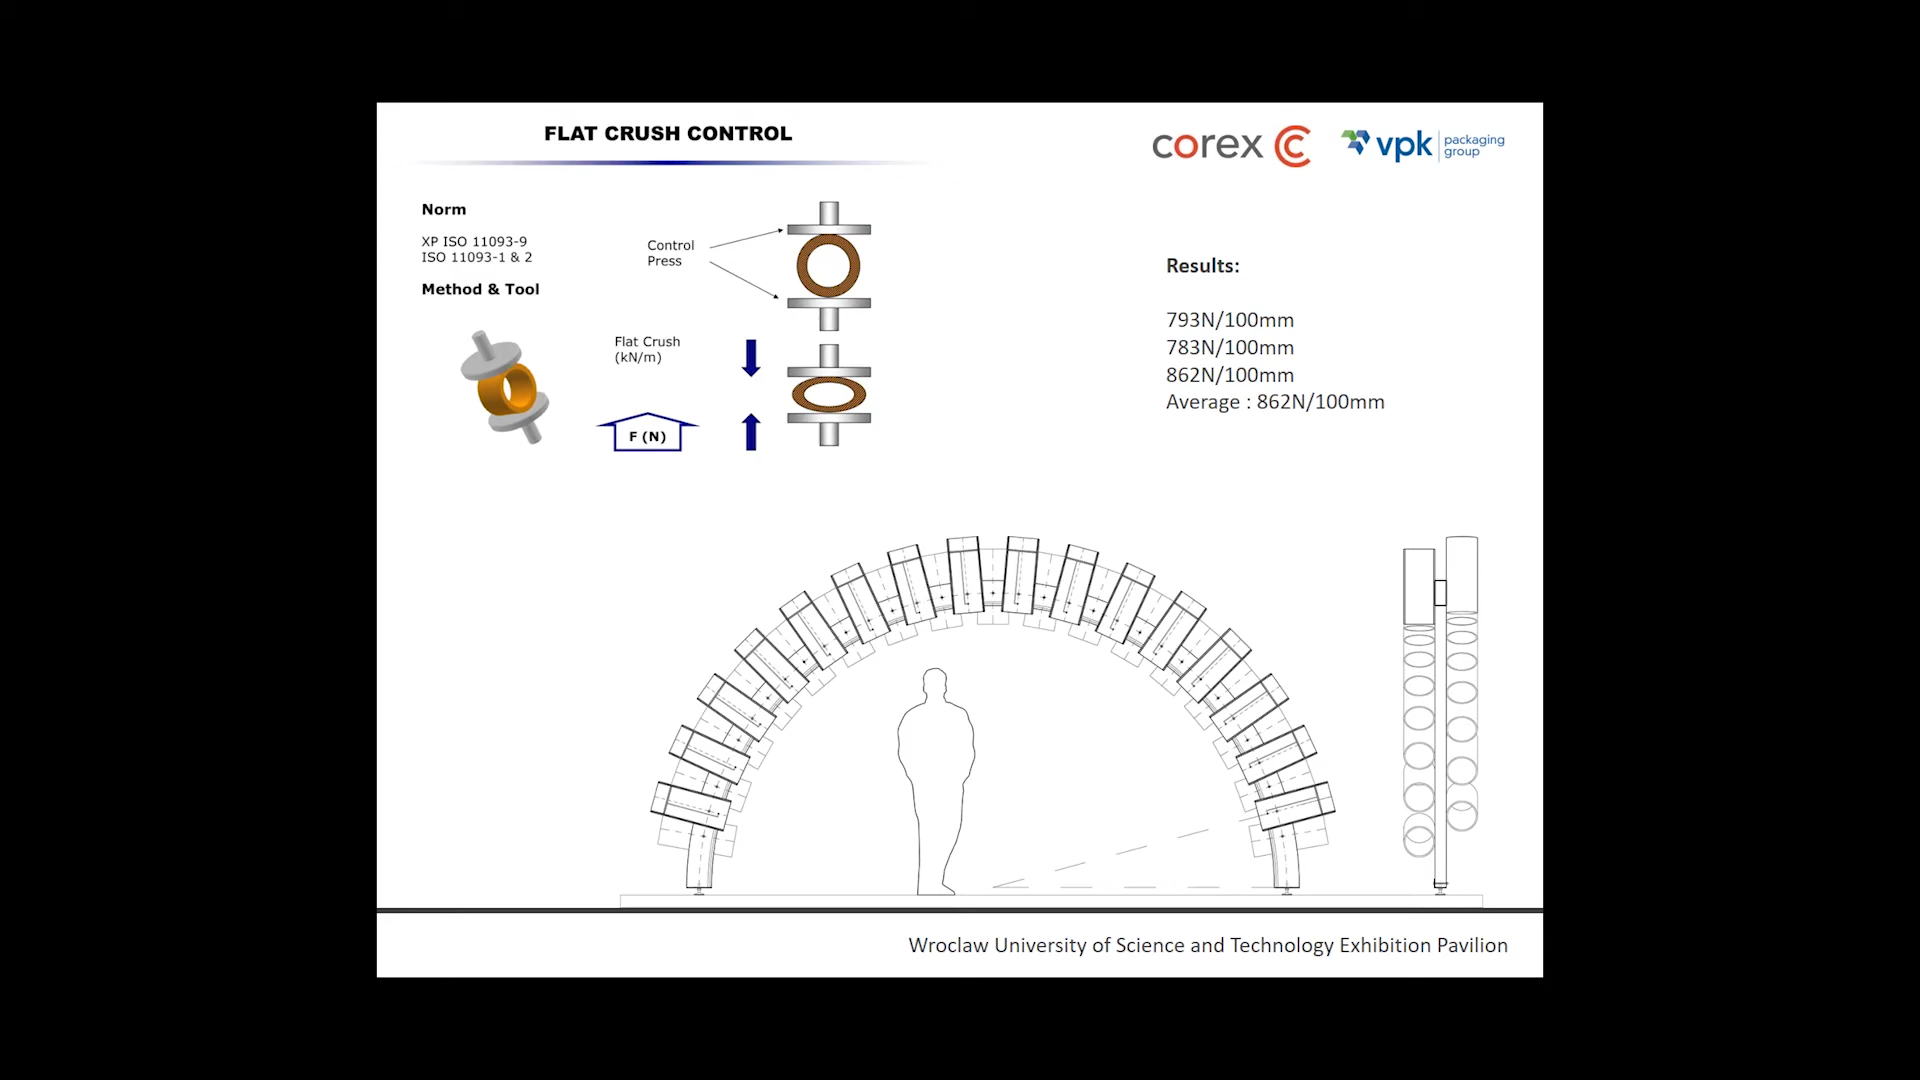 FLAT CRUSH CONTROL
corex
vpk packaging group
Norm
XP ISO 11093-9
ISO 11093-1 & 2
Method & Tool
Control
Press
Flat Crush
(kN/m)
F (N)
Results:
793N/100mm
783N/100mm
862N/100mm
Average : 862N/100mm
Wroclaw University of Science and Technology Exhibition Pavilion